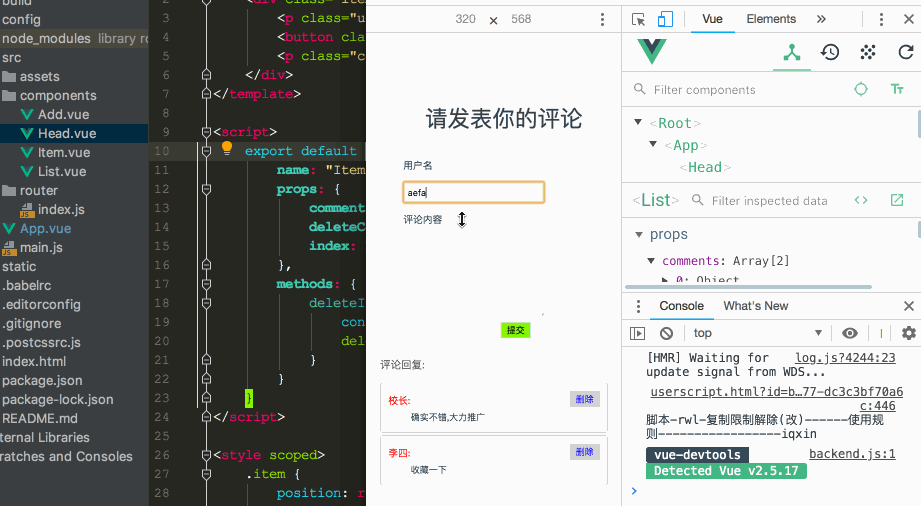 build
config
node_modules library ro
src
assets
components
Add.vue
Head.vue
Item.vue
List.vue
router
index.js
App.vue
main.js
static
.babelrc
.editorconfig
.gitignore
.postcssrc.js
index.html
package.json
package-lock.json
README.md
ternal Libraries
ratches and Consoles
3 <p class="u
4 <button cla
5 <p class="c
6 </div>
7 </template>
8
9 <script>
10 export default
11 name: "Item
12 props: {
13 comment
14 deleteC
15 index:
16 },
17 methods: {
18 deleteI
19 con
20 del
21 }
22 }
23 }
24 </script>
25
26 <style scoped>
27 .item {
28 position: r
320 × 568
请发表你的评论
用户名
aefa
评论内容
提交
评论回复:
校长:
删除
确实不错,大力推广
李四:
删除
收藏一下
Vue Elements »
Filter components
<Root>
<App>
<Head>
<List> Filter inspected data
props
comments: Array[2]
0: Object
Console What's New
top
[HMR] Waiting for log.js?4244:23
update signal from WDS...
userscript.html?id=b…77-dc3c3bf70a6
c:446
脚本-rwl-复制限制解除(改)------使用规
则-----------------iqxin
vue-devtools backend.js:1
Detected Vue v2.5.17